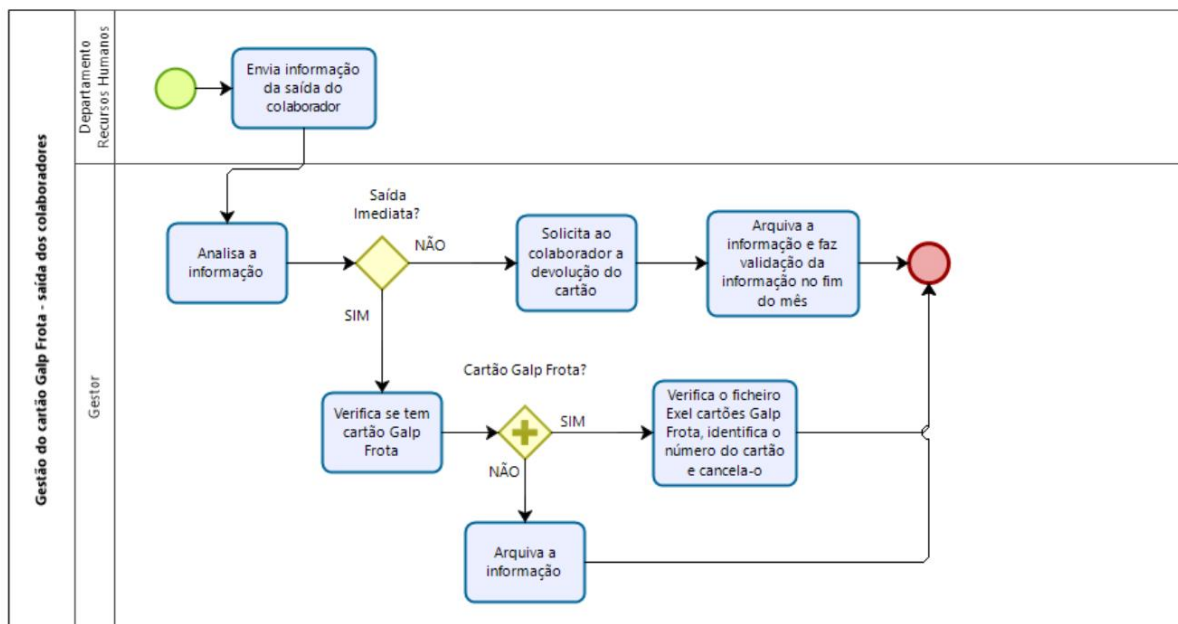 Gestão do cartão Galp Frota - saída dos colaboradores
Departamento
Recursos Humanos
Envia informação
da saída do
colaborador
Gestor
Analisa a
informação
Saída
Imediata?
NÃO
SIM
Solicita ao
colaborador a
devolução do
cartão
Arquiva a
informação e faz
validação da
informação no fim
do mês
Verifica se tem
cartão Galp
Frota
Cartão Galp Frota?
SIM
NÃO
Verifica o ficheiro
Exel cartões Galp
Frota, identifica o
número do cartão
e cancela-o
Arquiva a
informação